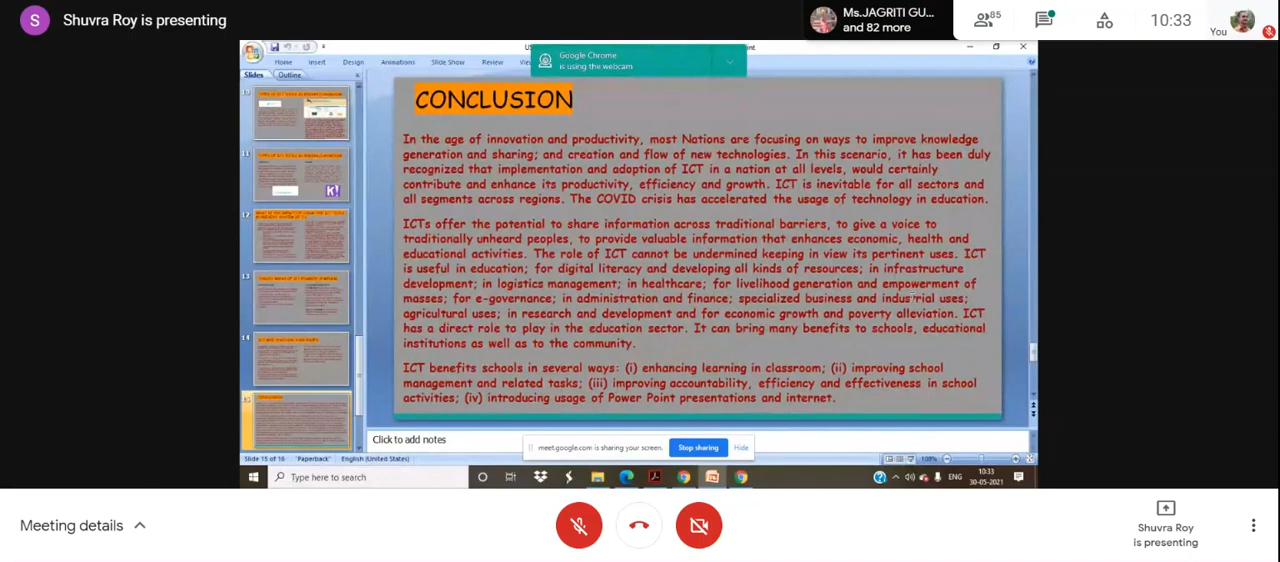 S Shuvra Roy is presenting
Ms.JAGRITI GU...
and 82 more
85
10:33
You
Google Chrome
is using the webcam
Home Insert Design Animations Slide Show Review
Slides Outline
CONCLUSION
In the age of innovation and productivity, most Nations are focusing on ways to improve knowledge
generation and sharing; and creation and flow of new technologies. In this scenario, it has been duly
recognized that implementation and adoption of ICT in a nation at all levels, would certainly
contribute and enhance its productivity, efficiency and growth. ICT is inevitable for all sectors and
all segments across regions. The COVID crisis has accelerated the usage of technology in education.
ICTs offer the potential to share information across traditional barriers, to give a voice to
traditionally unheard peoples, to provide valuable information that enhances economic, health and
educational activities. The role of ICT cannot be undermined keeping in view its pertinent uses. ICT
is useful in education; for digital literacy and developing all kinds of resources; in infrastructure
development; in logistics management; in healthcare; for livelihood generation and empowerment of
masses; for e-governance; in administration and finance; specialized business and industrial uses;
agricultural uses; in research and development and for economic growth and poverty alleviation. ICT
has a direct role to play in the education sector. It can bring many benefits to schools, educational
institutions as well as to the community.
ICT benefits schools in several ways: (i) enhancing learning in classroom; (ii) improving school
management and related tasks; (iii) improving accountability, efficiency and effectiveness in school
activities; (iv) introducing usage of Power Point presentations and internet.
11
12
13
14
15
K!
Click to add notes
meet.google.com is sharing your screen.
Stop sharing
Hide
Slide 15 of 16 "Paperback" English (United States)
Type here to search
ENG
10:33
30-05-2021
Meeting details
Shuvra Roy
is presenting